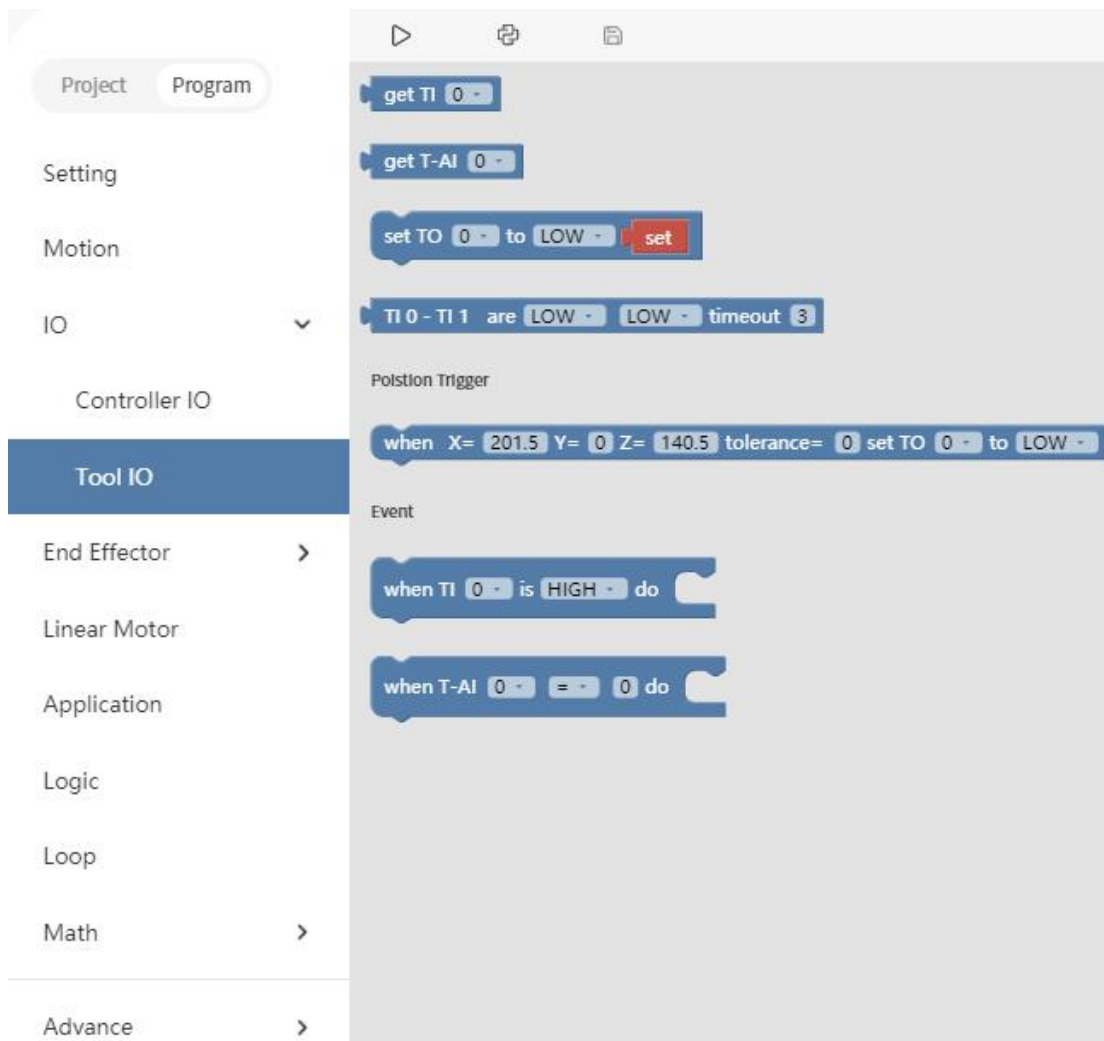 Project Program
Setting
Motion
IO
Controller IO
Tool IO
End Effector
Linear Motor
Application
Logic
Loop
Math
Advance
get TI 0
get T-AI 0
set TO 0 to LOW set
TI 0 - TI 1 are LOW LOW timeout 3
Polstion Trigger
when X= 201.5 Y= 0 Z= 140.5 tolerance= 0 set TO 0 to LOW
Event
when TI 0 is HIGH do
when T-AI 0 = 0 do